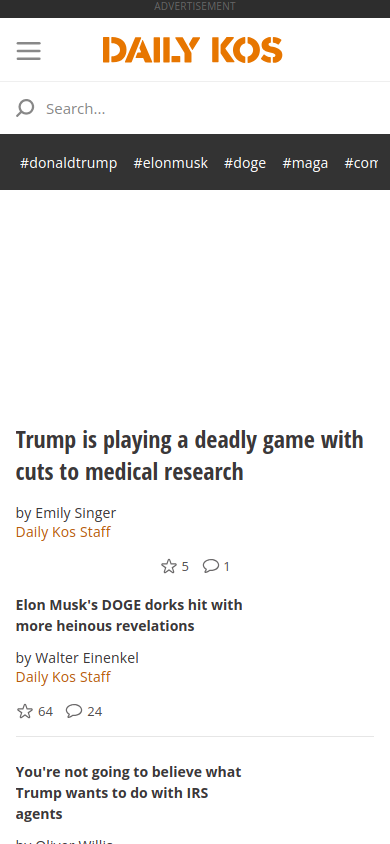 ADVERTISEMENT
DAILY KOS
Search...
#donaldtrump #elonmusk #doge #maga #com
Trump is playing a deadly game with
cuts to medical research
by Emily Singer
Daily Kos Staff
5 1
Elon Musk's DOGE dorks hit with
more heinous revelations
by Walter Einenkel
Daily Kos Staff
64 24
You're not going to believe what
Trump wants to do with IRS
agents
by Oliver Willis